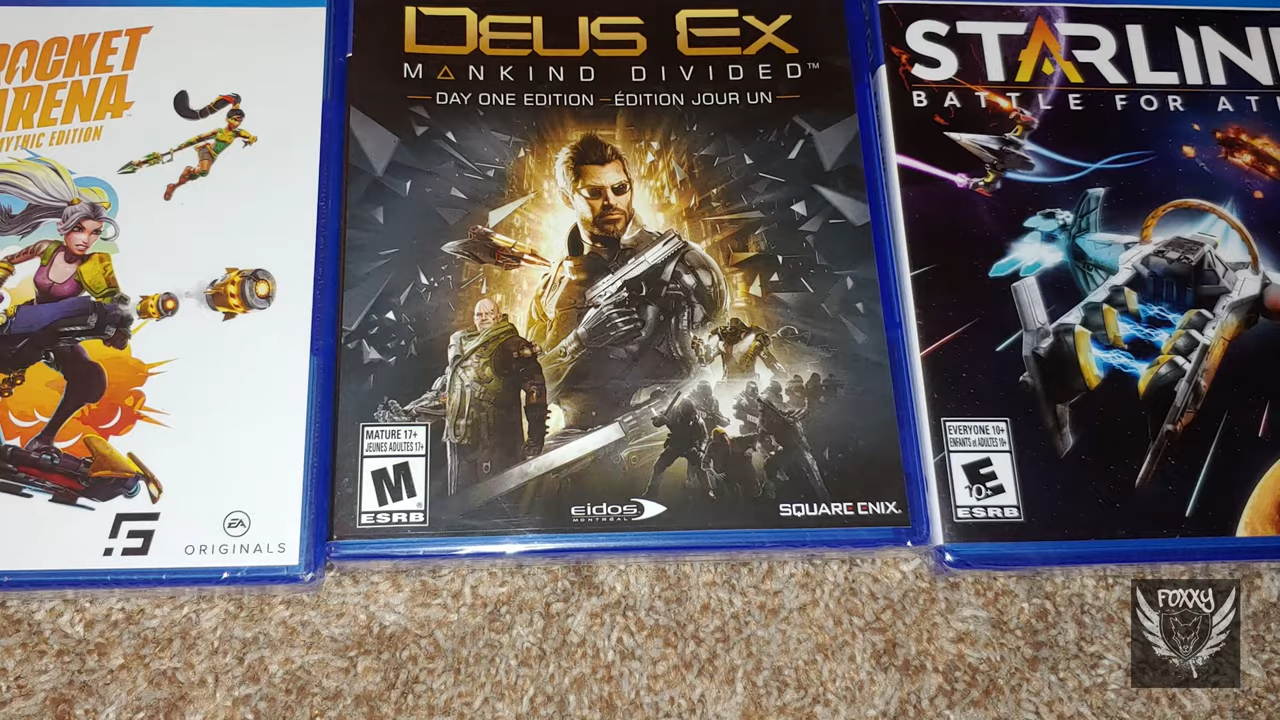 ROCKET
ARENA
MYTHIC EDITION
EA
ORIGINALS
DEUS EX
MANKIND DIVIDED™
DAY ONE EDITION – ÉDITION JOUR UN
MATURE 17+
JEUNES ADULTES 17+
M
ESRB
eidos
MONTRÉAL
SQUARE ENIX.
STARLIN
BATTLE FOR AT
EVERYONE 10+
ENFANTS et ADULTES 10+
E
10+
ESRB
FOXXY